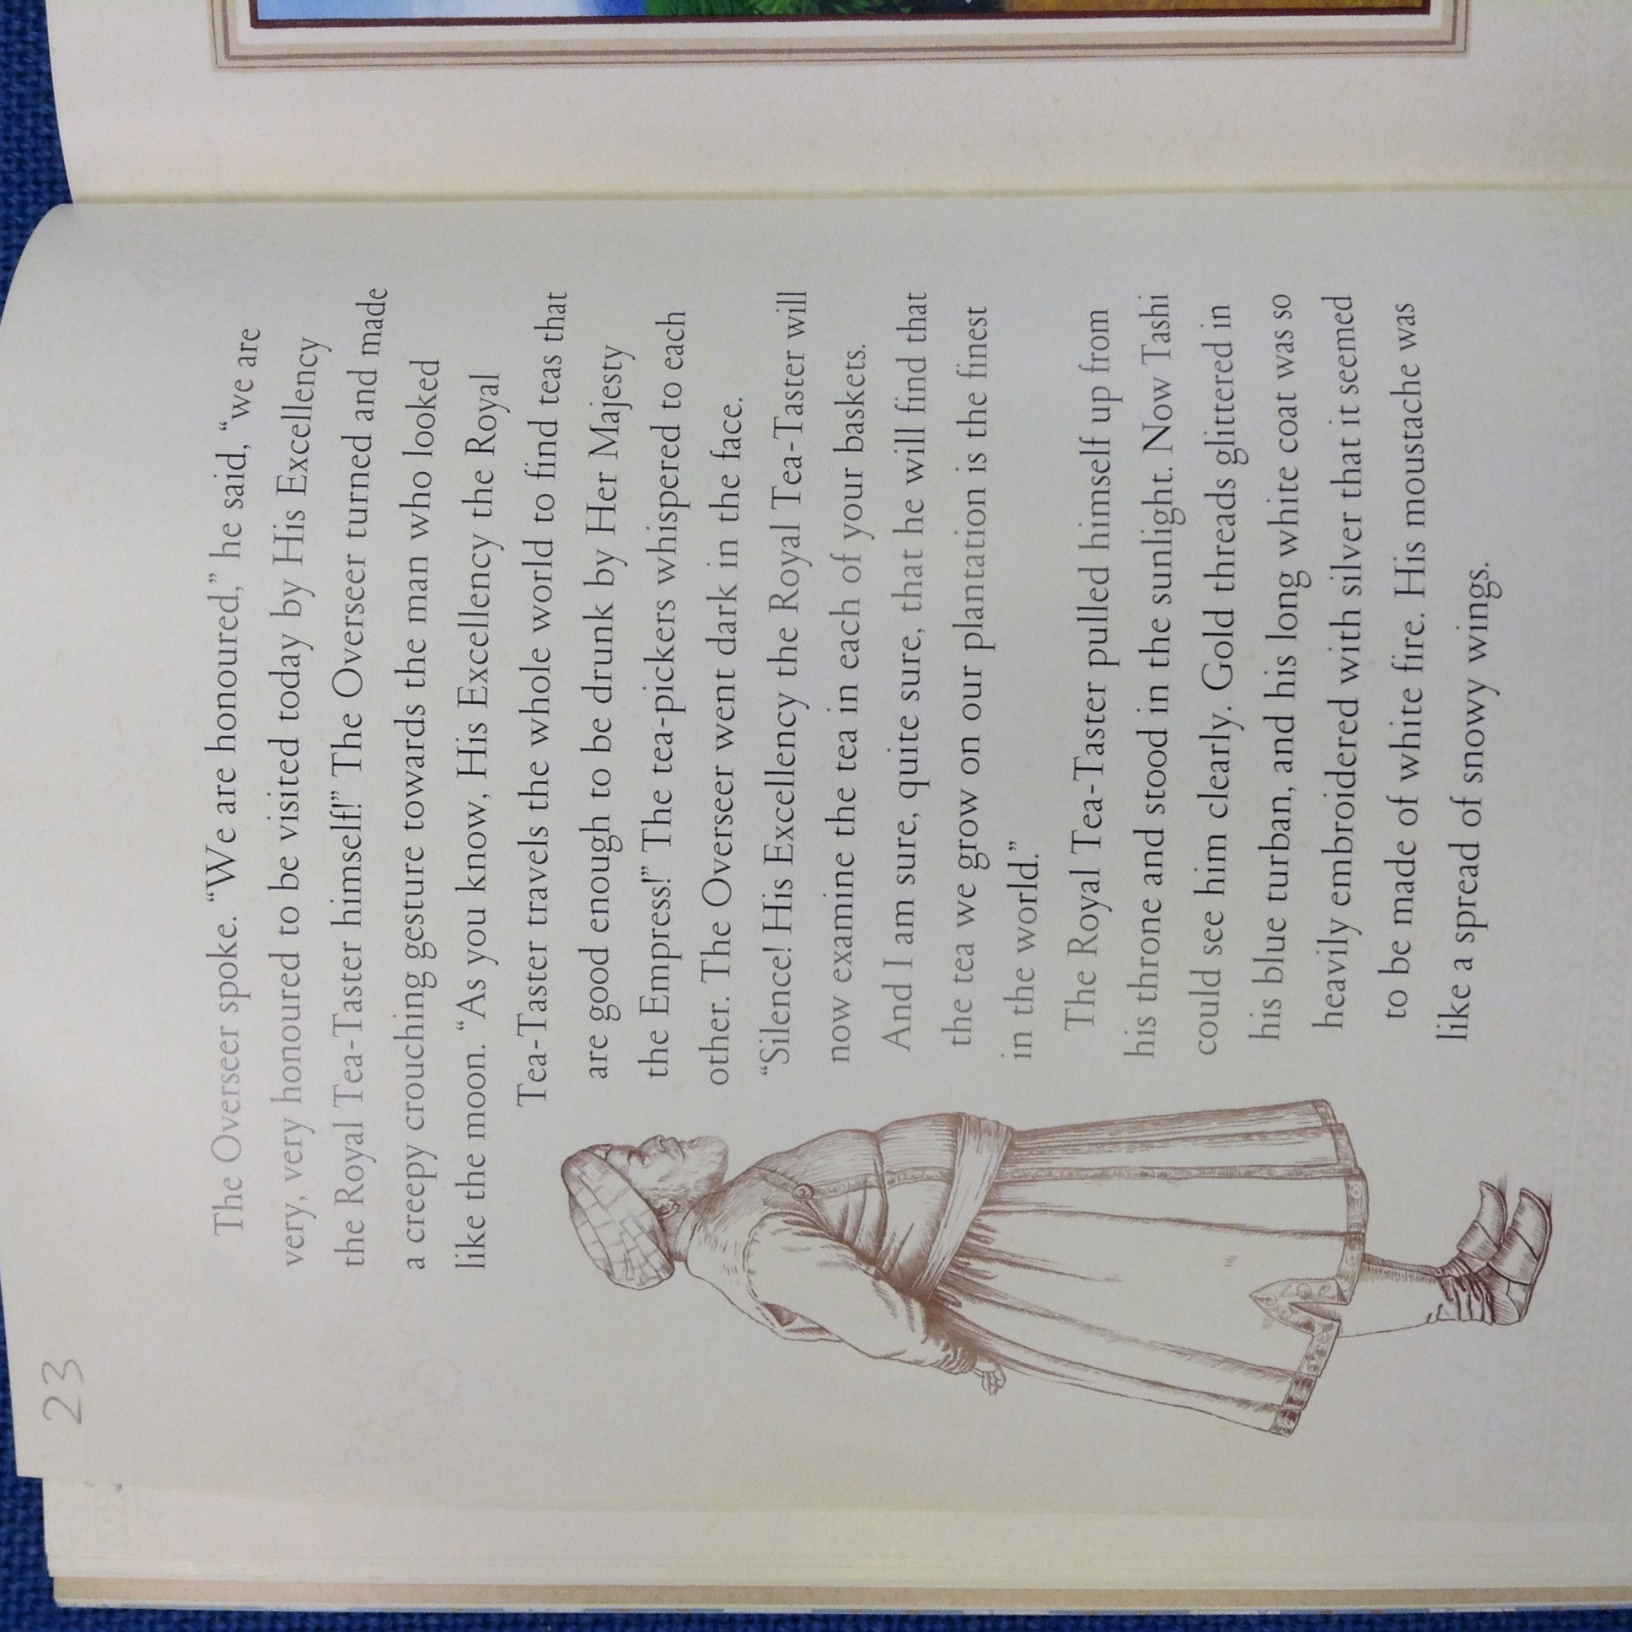 23
The Overseer spoke. “We are honoured,” he said, “we are
very, very honoured to be visited today by His Excellency
the Royal Tea-Taster himself!” The Overseer turned and made
a creepy crouching gesture towards the man who looked
like the moon. “As you know, His Excellency the Royal
Tea-Taster travels the whole world to find teas that
are good enough to be drunk by Her Majesty
the Empress!” The tea-pickers whispered to each
other. The Overseer went dark in the face.
“Silence! His Excellency the Royal Tea-Taster will
now examine the tea in each of your baskets.
And I am sure, quite sure, that he will find that
the tea we grow on our plantation is the finest
in the world.”
The Royal Tea-Taster pulled himself up from
his throne and stood in the sunlight. Now Tashi
could see him clearly. Gold threads glittered in
his blue turban, and his long white coat was so
heavily embroidered with silver that it seemed
to be made of white fire. His moustache was
like a spread of snowy wings.